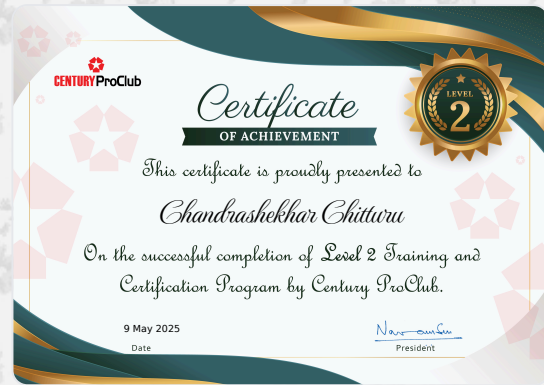 CENTURY ProClub
Certificate
OF ACHIEVEMENT
LEVEL
2
This certificate is proudly presented to
Chandrashekhar Chitturu
On the successful completion of Level 2 Training and
Certification Program by Century ProClub.
9 May 2025
Date
President